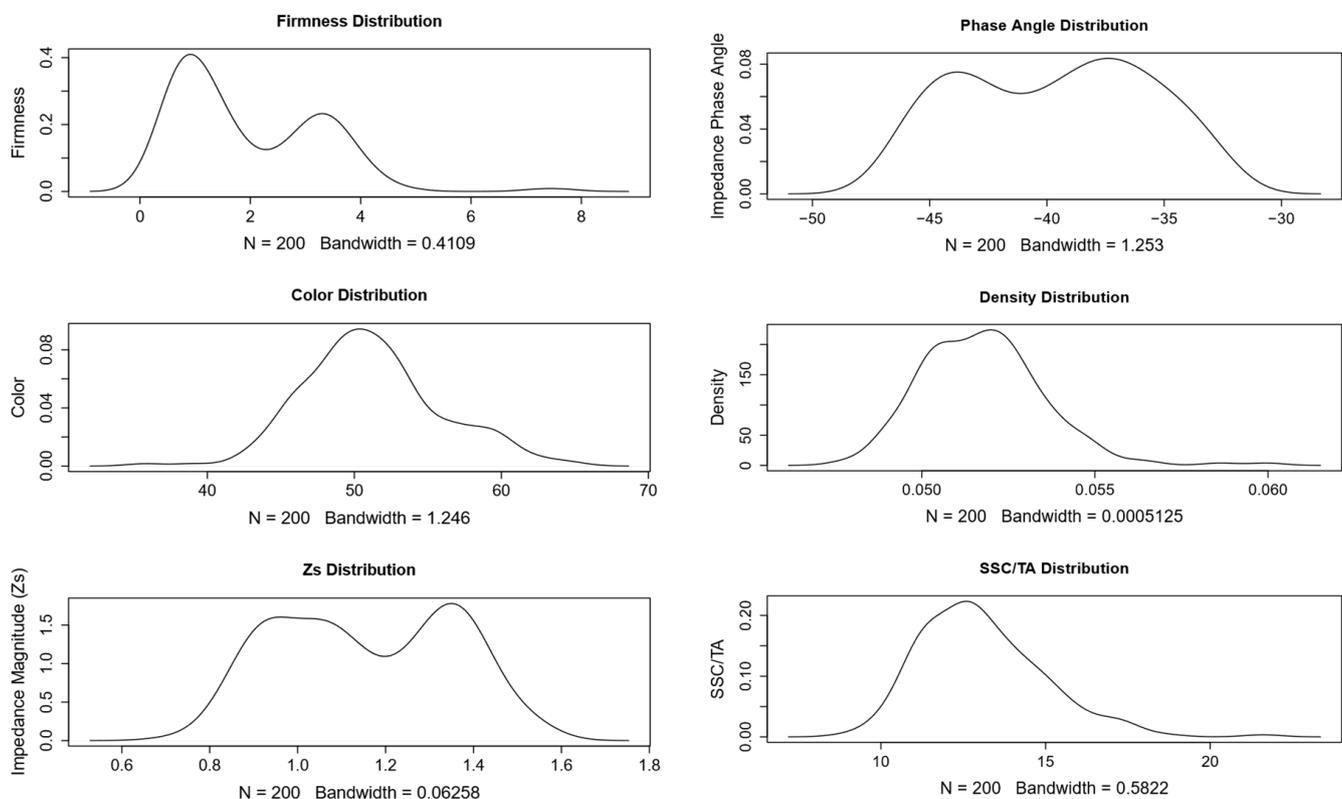 Firmness Distribution
Firmness
0.0 0.2 0.4
0 2 4 6 8
N = 200 Bandwidth = 0.4109
Phase Angle Distribution
Impedance Phase Angle
0.00 0.04 0.08
−50 −45 −40 −35 −30
N = 200 Bandwidth = 1.253
Color Distribution
Color
0.00 0.04 0.08
40 50 60 70
N = 200 Bandwidth = 1.246
Density Distribution
Density
0 50 150
0.050 0.055 0.060
N = 200 Bandwidth = 0.0005125
Zs Distribution
Impedance Magnitude (Zs)
0.0 0.5 1.0 1.5
0.6 0.8 1.0 1.2 1.4 1.6 1.8
N = 200 Bandwidth = 0.06258
SSC/TA Distribution
SSC/TA
0.00 0.10 0.20
10 15 20
N = 200 Bandwidth = 0.5822